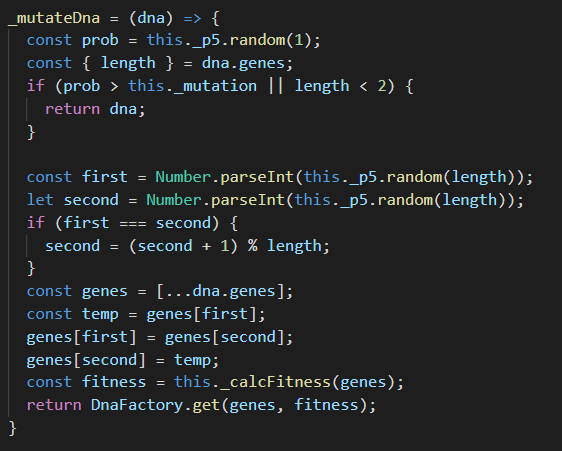 _mutateDna = (dna) => {
  const prob = this._p5.random(1);
  const { length } = dna.genes;
  if (prob > this._mutation || length < 2) {
    return dna;
  }

  const first = Number.parseInt(this._p5.random(length));
  let second = Number.parseInt(this._p5.random(length));
  if (first === second) {
    second = (second + 1) % length;
  }
  const genes = [...dna.genes];
  const temp = genes[first];
  genes[first] = genes[second];
  genes[second] = temp;
  const fitness = this._calcFitness(genes);
  return DnaFactory.get(genes, fitness);
}